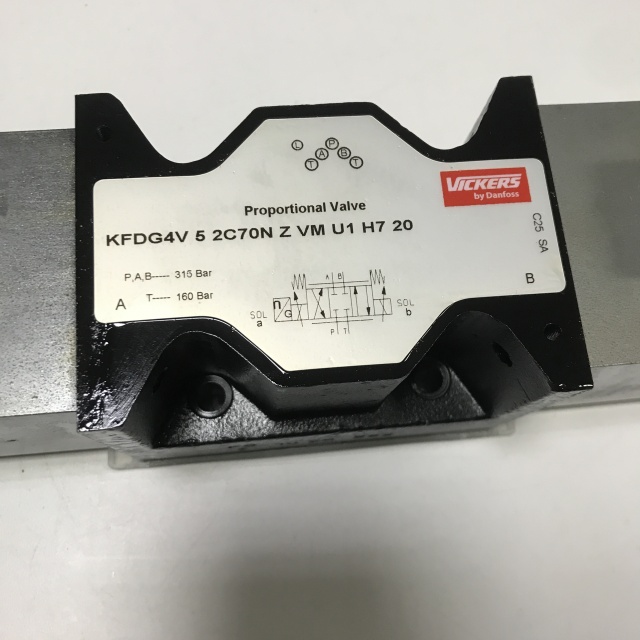 L P
T A B T
VICKERS
by Danfoss
Proportional Valve
KFDG4V 5 2C70N Z VM U1 H7 20
C25 SA
P,A,B----- 315 Bar
T----- 160 Bar
A
B
A B
SOL
a
n
G
SOL
b
P T